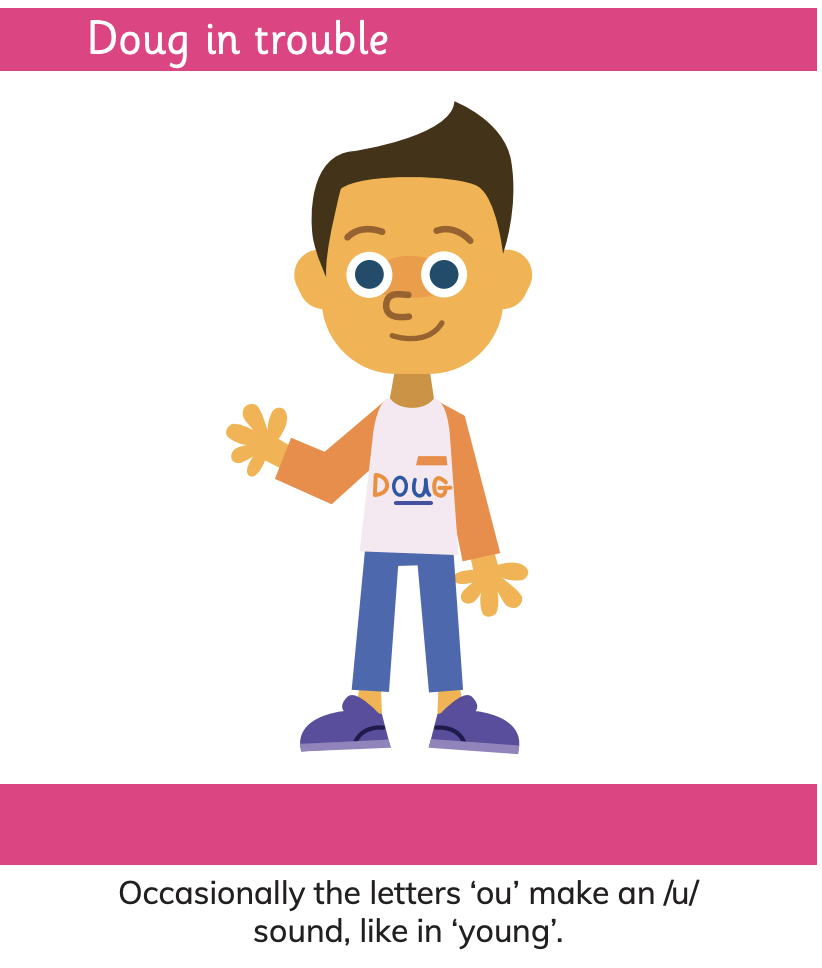 Doug in trouble
DouG
Occasionally the letters ‘ou’ make an /u/
sound, like in ‘young’.